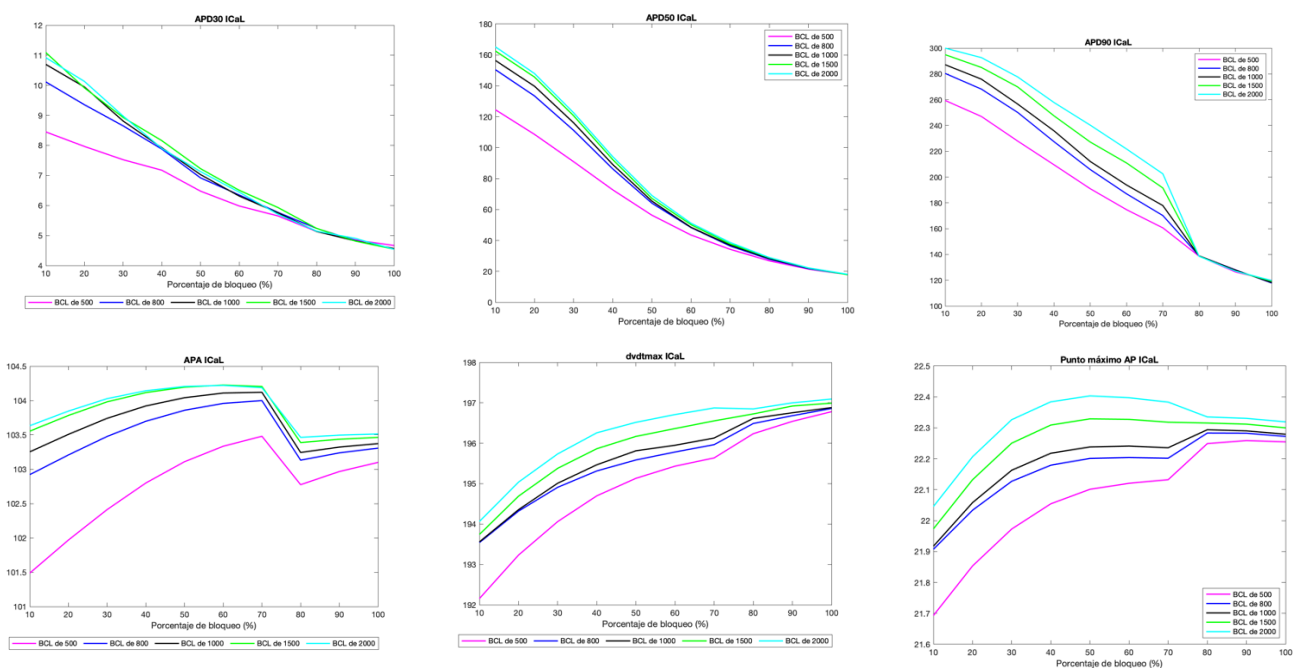 APD30 ICaL
12
11
10
9
8
7
6
5
4
10 20 30 40 50 60 70 80 90 100
Porcentaje de bloqueo (%)
BCL de 500 BCL de 800 BCL de 1000 BCL de 1500 BCL de 2000
APD50 ICaL
180
160
140
120
100
80
60
40
20
0
BCL de 500
BCL de 800
BCL de 1000
BCL de 1500
BCL de 2000
10 20 30 40 50 60 70 80 90 100
Porcentaje de bloqueo (%)
APD90 ICaL
300
280
260
240
220
200
180
160
140
120
100
BCL de 500
BCL de 800
BCL de 1000
BCL de 1500
BCL de 2000
10 20 30 40 50 60 70 80 90 100
Porcentaje de bloqueo (%)
APA ICaL
104.5
104
103.5
103
102.5
102
101.5
101
10 20 30 40 50 60 70 80 90 100
Porcentaje de bloqueo (%)
BCL de 500 BCL de 800 BCL de 1000 BCL de 1500 BCL de 2000
dvdtmax ICaL
198
197
196
195
194
193
192
10 20 30 40 50 60 70 80 90 100
Porcentaje de bloqueo (%)
BCL de 500 BCL de 800 BCL de 1000 BCL de 1500 BCL de 2000
Punto máximo AP ICaL
22.5
22.4
22.3
22.2
22.1
22
21.9
21.8
21.7
21.6
BCL de 500
BCL de 800
BCL de 1000
BCL de 1500
BCL de 2000
10 20 30 40 50 60 70 80 90 100
Porcentaje de bloqueo (%)